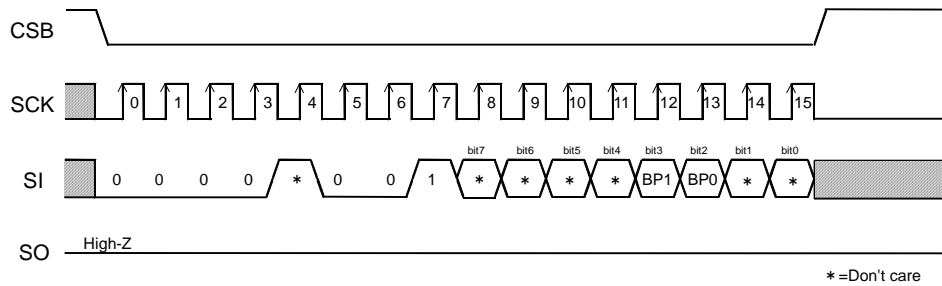 CSB
SCK 0 1 2 3 4 5 6 7 8 9 10 11 12 13 14 15
bit7 bit6 bit5 bit4 bit3 bit2 bit1 bit0
SI 0 0 0 0 * 0 0 1 * * * * BP1 BP0 * *
SO High-Z
* =Don't care